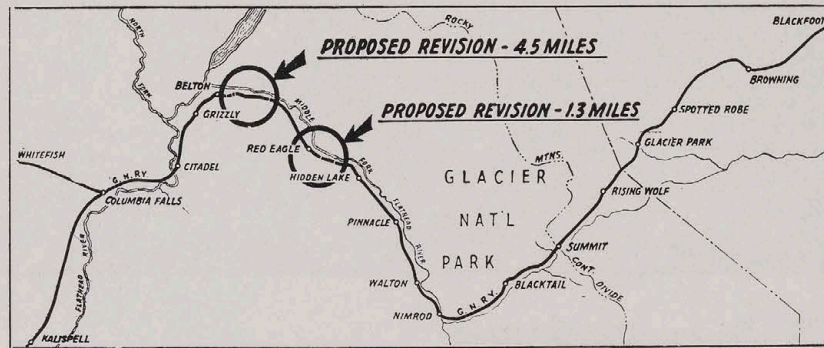 ROCKY
BLACKFOOT
NORTH
FORK
PROPOSED REVISION - 4.5 MILES
BROWNING
BELTON
MIDDLE
PROPOSED REVISION - 1.3 MILES
SPOTTED ROBE
GRIZZLY
RED EAGLE
GLACIER PARK
WHITEFISH
CITADEL
FORK
MTNS.
G.N.RY.
HIDDEN LAKE
GLACIER
RISING WOLF
COLUMBIA FALLS
FLATHEAD
NAT'L
PINNACLE
RIVER
SUMMIT
PARK
CONT.
FLATHEAD RIVER
WALTON
G.N.RY.
BLACKTAIL
DIVIDE
NIMROD
KALISPELL